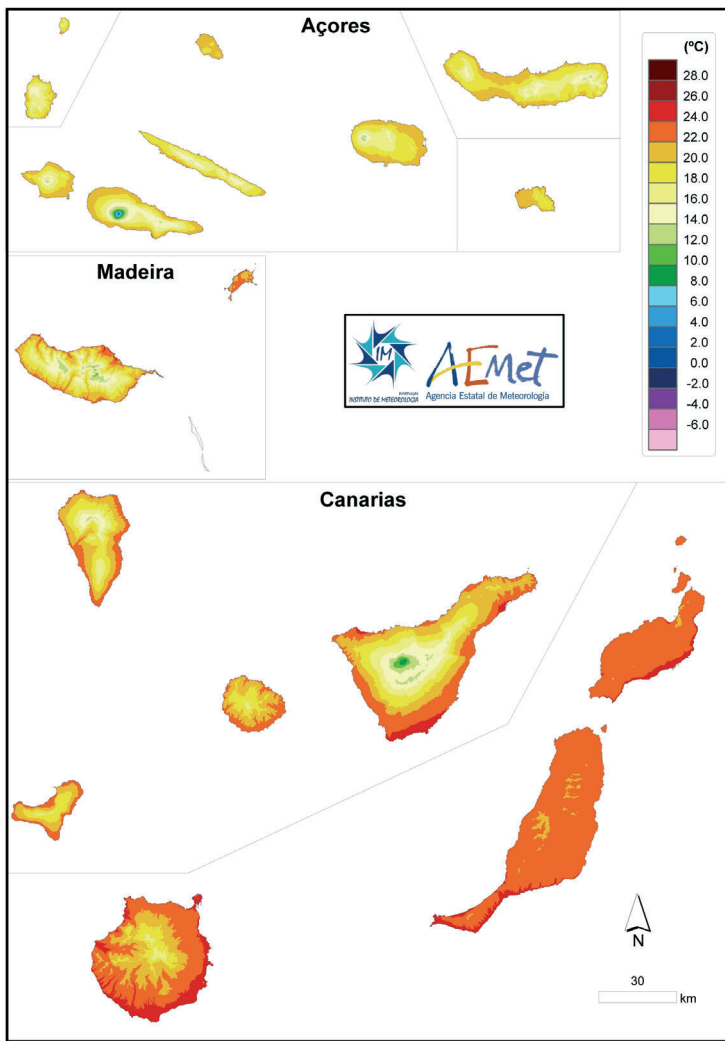 Açores
(ºC)
28.0
26.0
24.0
22.0
20.0
18.0
16.0
14.0
12.0
10.0
8.0
6.0
4.0
2.0
0.0
-2.0
-4.0
-6.0
Madeira
IM
PORTUGAL
INSTITUTO DE METEOROLOGIA
AEMet
Agencia Estatal de Meteorología
Canarias
N
30
km